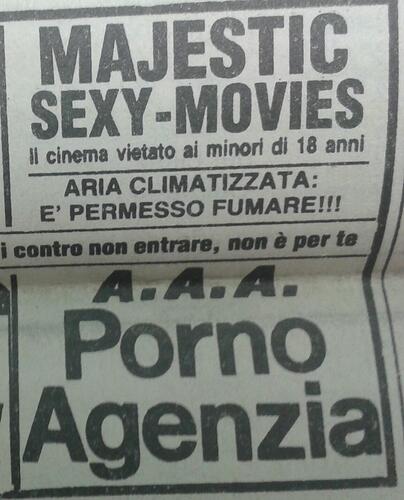 MAJESTIC
SEXY-MOVIES
Il cinema vietato ai minori di 18 anni
ARIA CLIMATIZZATA:
E' PERMESSO FUMARE!!!
i contro non entrare, non è per te
A.A.A.
Porno
Agenzia